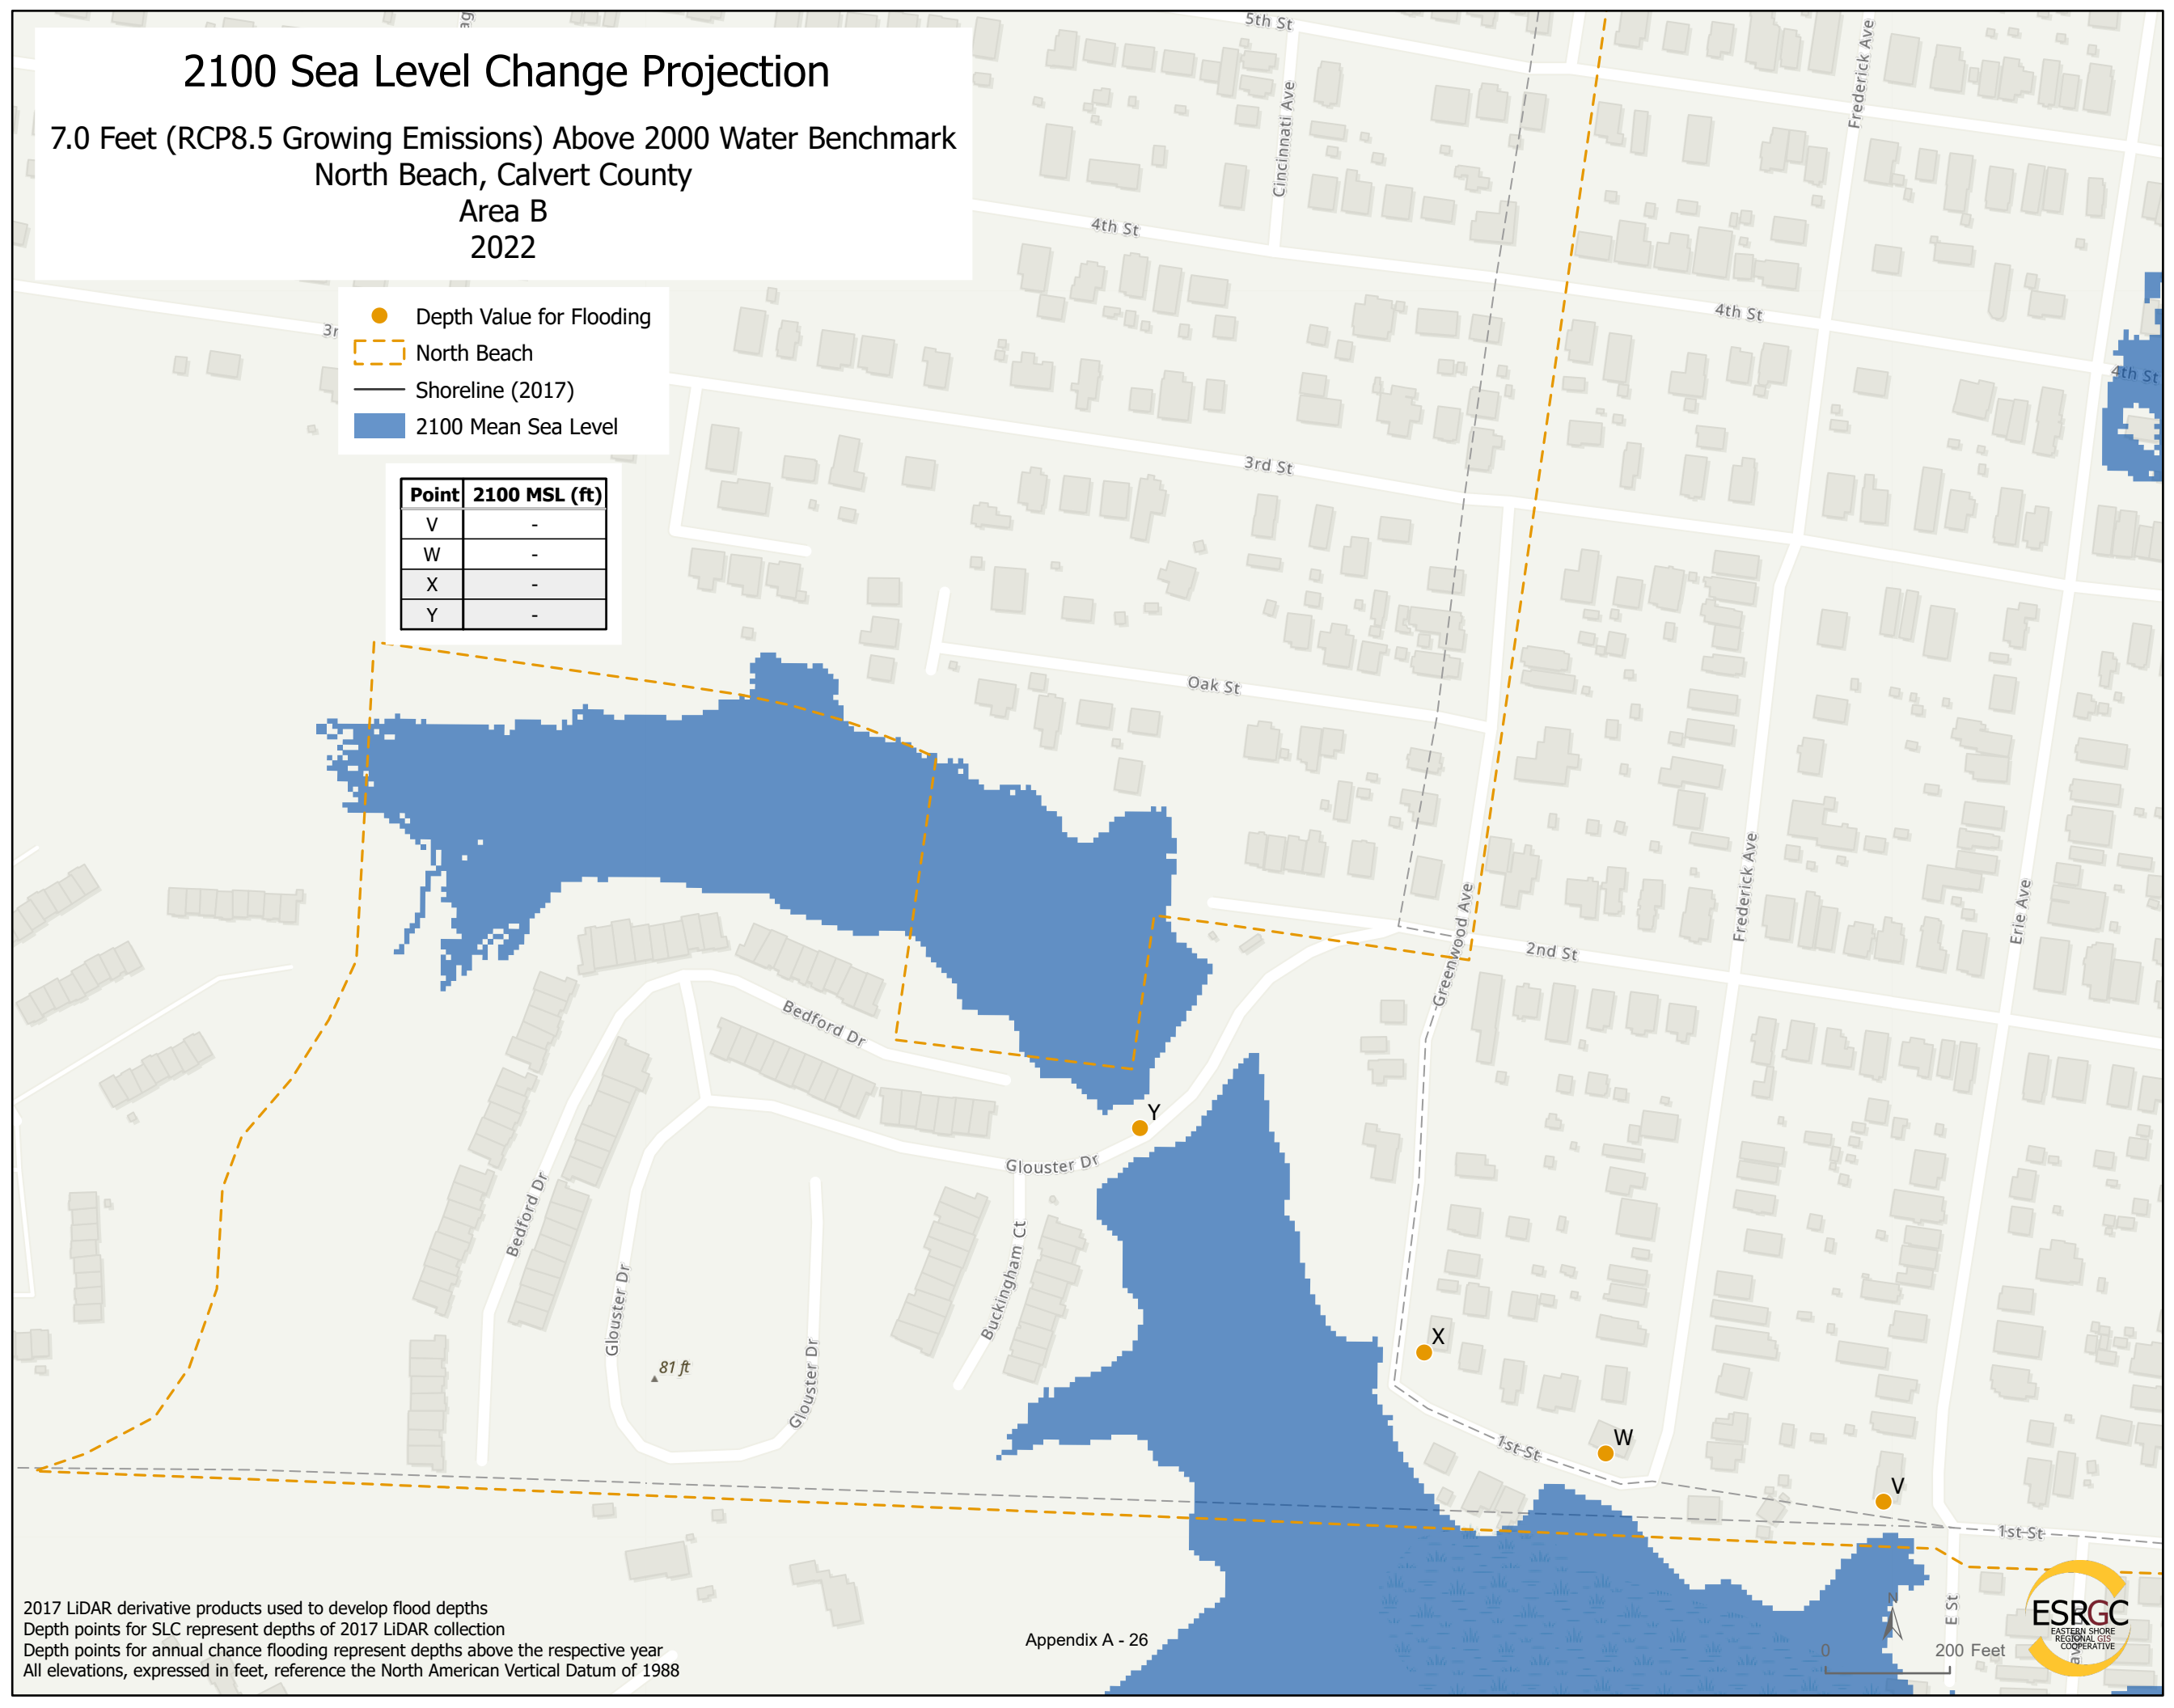 2100 Sea Level Change Projection
7.0 Feet (RCP8.5 Growing Emissions) Above 2000 Water Benchmark
North Beach, Calvert County
Area B
2022
Depth Value for Flooding
North Beach
Shoreline (2017)
2100 Mean Sea Level
Point 2100 MSL (ft)
V -
W -
X -
Y -
5th St
Cincinnati Ave
Frederick Ave
4th St
4th St
4th St
3rd St
Oak St
Greenwood Ave
Frederick Ave
Erie Ave
2nd St
Bedford Dr
Y
Glouster Dr
Bedford Dr
Buckingham Ct
Glouster Dr
Glouster Dr
81 ft
X
W
1st St
V
1st St
E St
N
0 200 Feet
ESRGC
EASTERN SHORE
REGIONAL GIS
COOPERATIVE
2017 LiDAR derivative products used to develop flood depths
Depth points for SLC represent depths of 2017 LiDAR collection
Depth points for annual chance flooding represent depths above the respective year
All elevations, expressed in feet, reference the North American Vertical Datum of 1988
Appendix A - 26